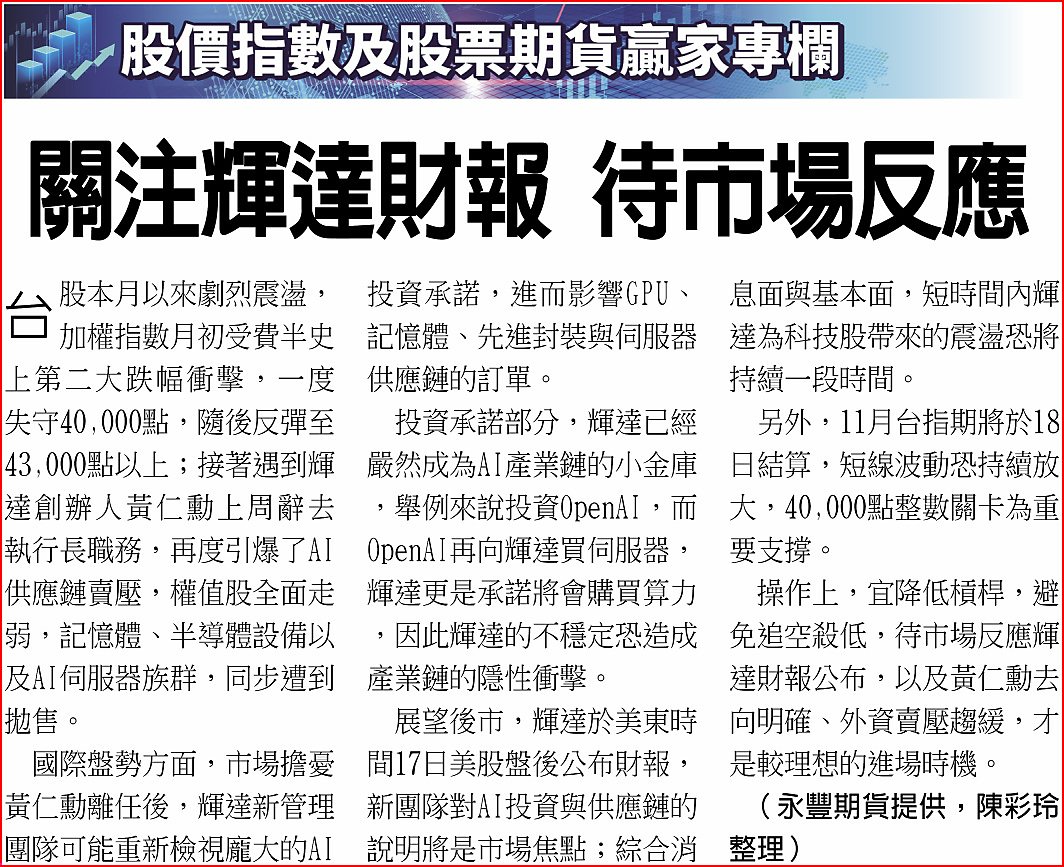 股價指數及股票期貨贏家專欄
關注輝達財報 待市場反應
台股本月以來劇烈震盪，
加權指數月初受費半史
上第二大跌幅衝擊，一度
失守40,000點，隨後反彈至
43,000點以上；接著遇到輝
達創辦人黃仁勳上周辭去
執行長職務，再度引爆了AI
供應鏈賣壓，權值股全面走
弱，記憶體、半導體設備以
及AI伺服器族群，同步遭到
拋售。
國際盤勢方面，市場擔憂
黃仁勳離任後，輝達新管理
團隊可能重新檢視龐大的AI
投資承諾，進而影響GPU、
記憶體、先進封裝與伺服器
供應鏈的訂單。
投資承諾部分，輝達已經
嚴然成為AI產業鏈的小金庫
，舉例來說投資OpenAI，而
OpenAI再向輝達買伺服器，
輝達更是承諾將會購買算力
，因此輝達的不穩定恐造成
產業鏈的隱性衝擊。
展望後市，輝達於美東時
間17日美股盤後公布財報，
新團隊對AI投資與供應鏈的
說明將是市場焦點；綜合消
息面與基本面，短時間內輝
達為科技股帶來的震盪恐將
持續一段時間。
另外，11月台指期將於18
日結算，短線波動恐持續放
大，40,000點整數關卡為重
要支撐。
操作上，宜降低槓桿，避
免追空殺低，待市場反應輝
達財報公布，以及黃仁勳去
向明確、外資賣壓趨緩，才
是較理想的進場時機。
（永豐期貨提供，陳彩玲
整理）